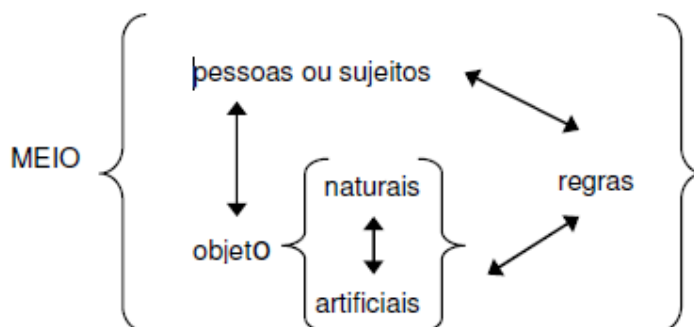 pessoas ou sujeitos
MEIO
naturais
regras
objeto
artificiais